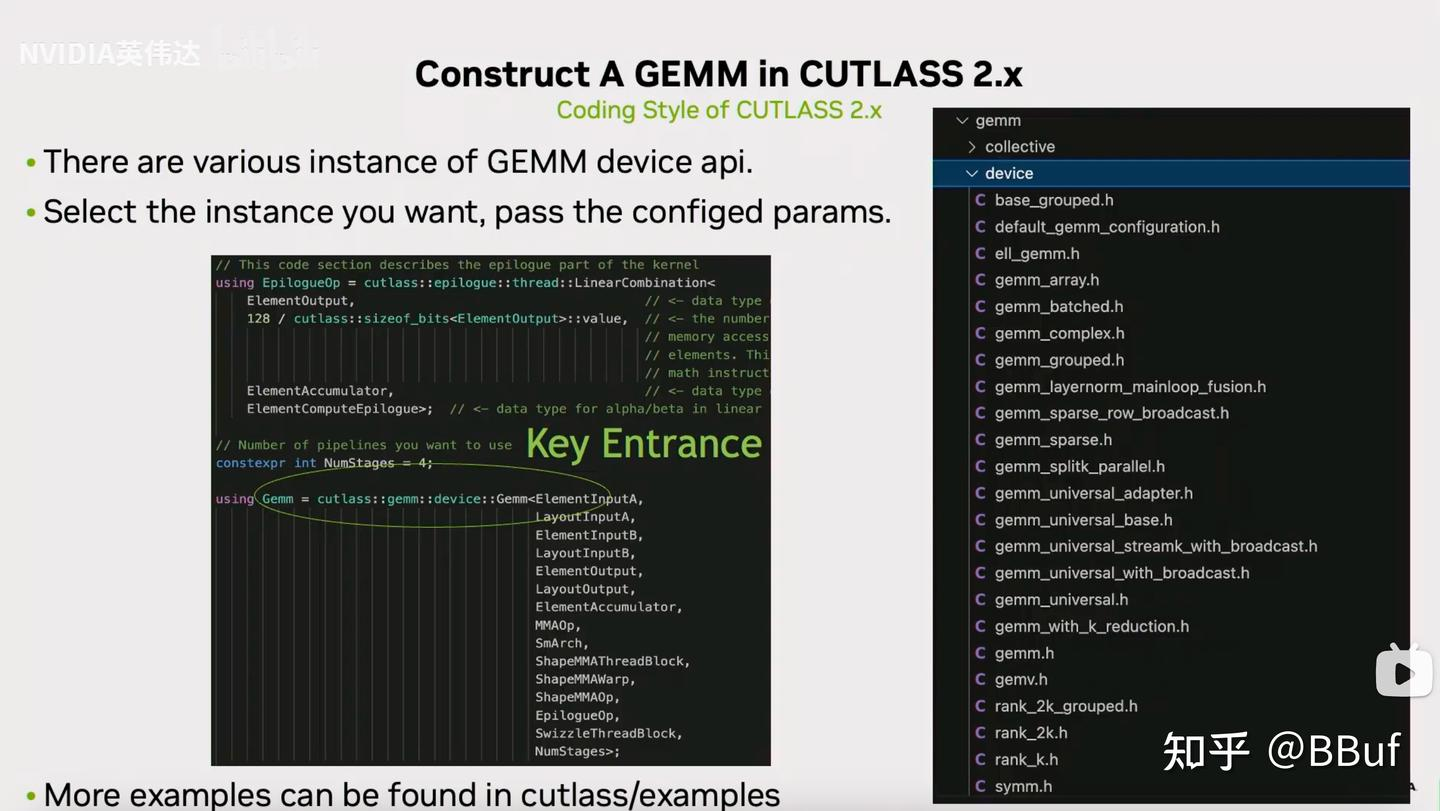 NVIDIA英伟达
Construct A GEMM in CUTLASS 2.x
Coding Style of CUTLASS 2.x
• There are various instance of GEMM device api.
• Select the instance you want, pass the configed params.
// This code section describes the epilogue part of the kernel
using EpilogueOp = cutlass::epilogue::thread::LinearCombination<
ElementOutput, // <- data type
128 / cutlass::sizeof_bits<ElementOutput>::value, // <- the number
// memory access
// elements. Thi
// math instruct
ElementAccumulator, // <- data type
ElementComputeEpilogue>; // <- data type for alpha/beta in linear
// Number of pipelines you want to use
Key Entrance
constexpr int NumStages = 4;
using Gemm = cutlass::gemm::device::Gemm<ElementInputA,
LayoutInputA,
ElementInputB,
LayoutInputB,
ElementOutput,
LayoutOutput,
ElementAccumulator,
MMAOp,
SmArch,
ShapeMMAThreadBlock,
ShapeMMAWarp,
ShapeMMAOp,
EpilogueOp,
SwizzleThreadBlock,
NumStages>;
• More examples can be found in cutlass/examples
gemm
collective
device
C base_grouped.h
C default_gemm_configuration.h
C ell_gemm.h
C gemm_array.h
C gemm_batched.h
C gemm_complex.h
C gemm_grouped.h
C gemm_layernorm_mainloop_fusion.h
C gemm_sparse_row_broadcast.h
C gemm_sparse.h
C gemm_splitk_parallel.h
C gemm_universal_adapter.h
C gemm_universal_base.h
C gemm_universal_streamk_with_broadcast.h
C gemm_universal_with_broadcast.h
C gemm_universal.h
C gemm_with_k_reduction.h
C gemm.h
C gemv.h
C rank_2k_grouped.h
C rank_2k.h
C rank_k.h
C symm.h
知乎 @BBuf